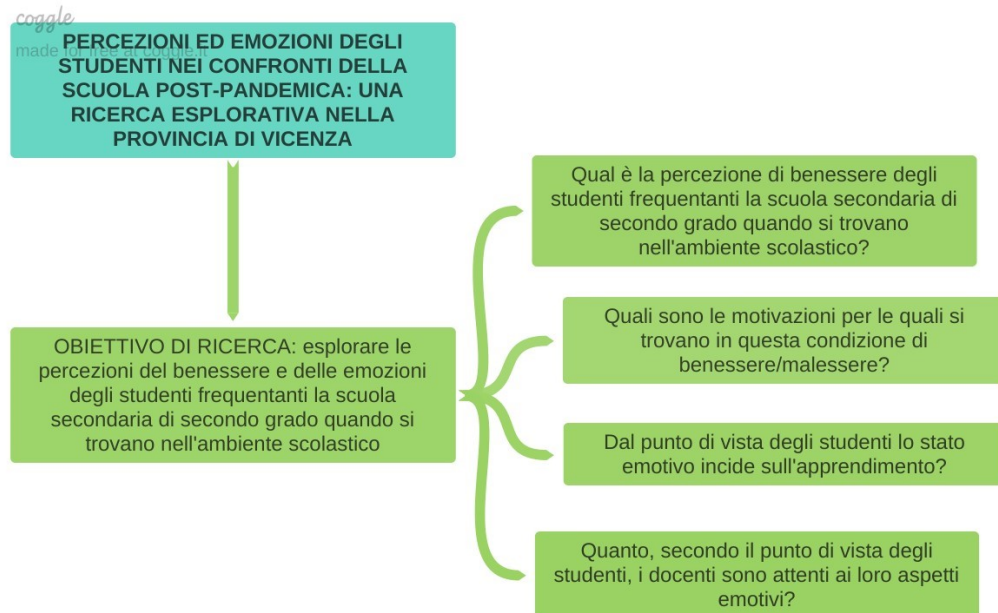 coggle
made for free at coggle.it
PERCEZIONI ED EMOZIONI DEGLI
STUDENTI NEI CONFRONTI DELLA
SCUOLA POST-PANDEMICA: UNA
RICERCA ESPLORATIVA NELLA
PROVINCIA DI VICENZA
OBIETTIVO DI RICERCA: esplorare le
percezioni del benessere e delle emozioni
degli studenti frequentanti la scuola
secondaria di secondo grado quando si
trovano nell'ambiente scolastico
Qual è la percezione di benessere degli
studenti frequentanti la scuola secondaria di
secondo grado quando si trovano
nell'ambiente scolastico?
Quali sono le motivazioni per le quali si
trovano in questa condizione di
benessere/malessere?
Dal punto di vista degli studenti lo stato
emotivo incide sull'apprendimento?
Quanto, secondo il punto di vista degli
studenti, i docenti sono attenti ai loro aspetti
emotivi?